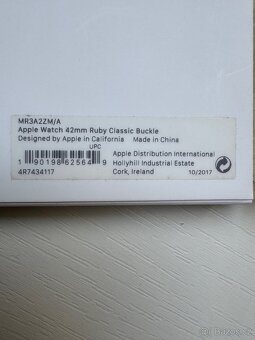 MR3A2ZM/A
Apple Watch 42mm Ruby Classic Buckle
Designed by Apple in California Made in China
UPC
1 90198 62564 9
4R7434117
Apple Distribution International
Hollyhill Industrial Estate
Cork, Ireland 10/2017